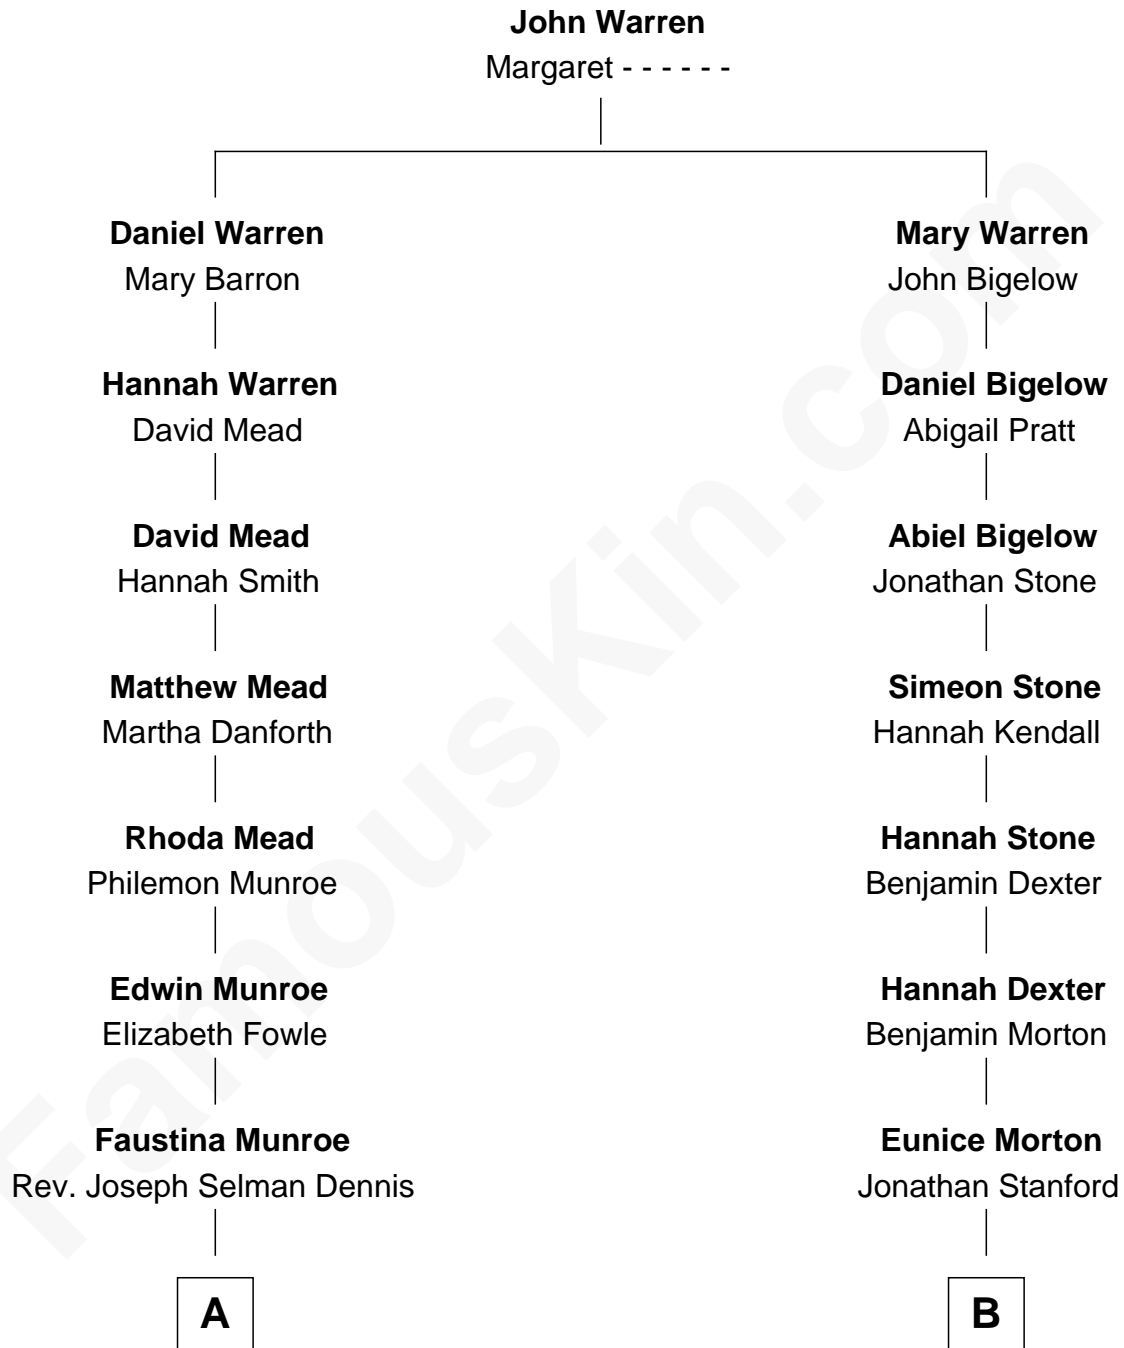 John Warren
Margaret - - - - - -
Daniel Warren
Mary Barron
Mary Warren
John Bigelow
Hannah Warren
David Mead
Daniel Bigelow
Abigail Pratt
David Mead
Hannah Smith
Abiel Bigelow
Jonathan Stone
Matthew Mead
Martha Danforth
Simeon Stone
Hannah Kendall
Rhoda Mead
Philemon Munroe
Hannah Stone
Benjamin Dexter
Edwin Munroe
Elizabeth Fowle
Hannah Dexter
Benjamin Morton
Faustina Munroe
Rev. Joseph Selman Dennis
Eunice Morton
Jonathan Stanford
A
B
FamousKin.com